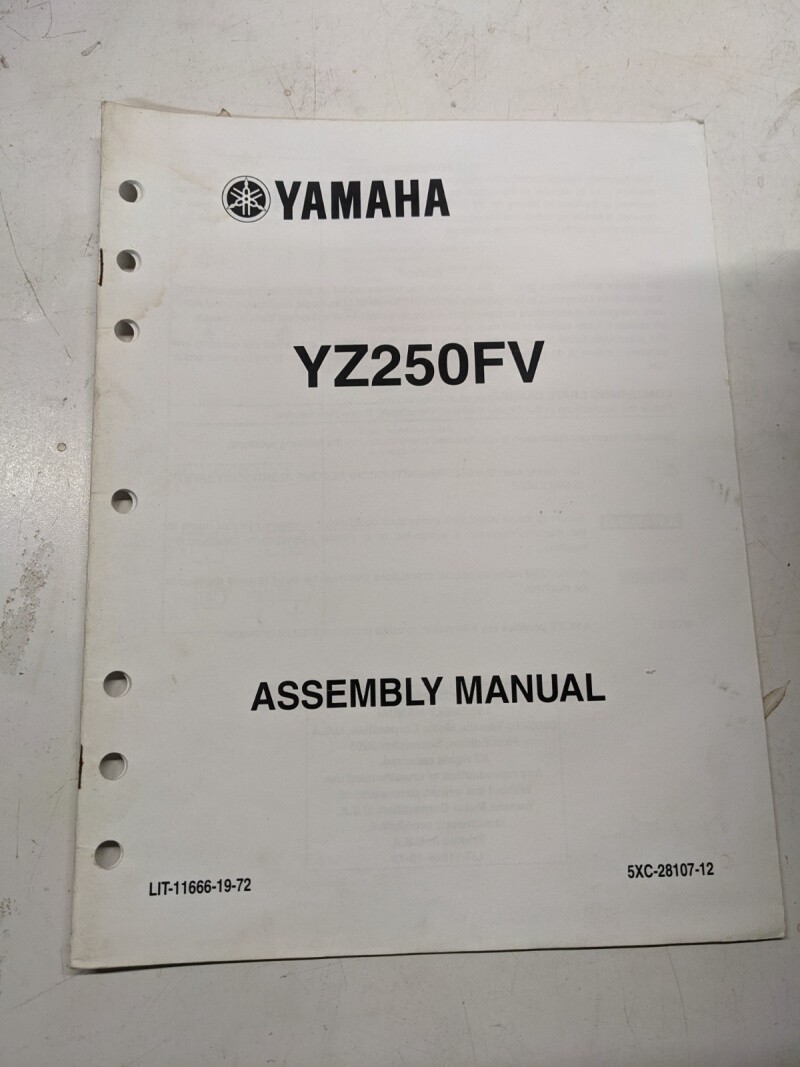 YAMAHA
YZ250FV
ASSEMBLY MANUAL
LIT-11666-19-72
5XC-28107-12